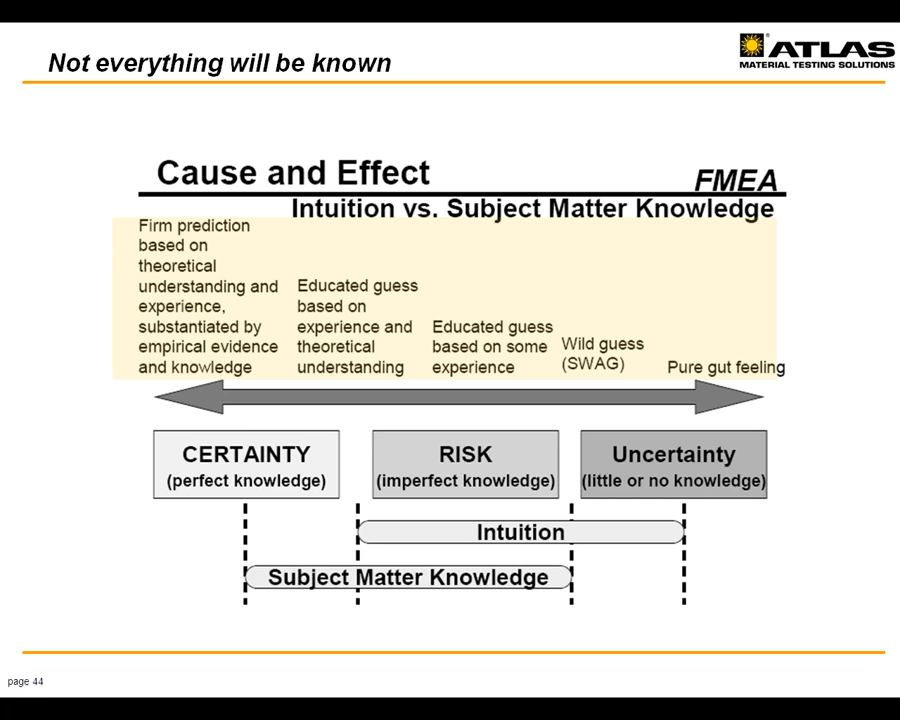 Not everything will be known
ATLAS
MATERIAL TESTING SOLUTIONS
Cause and Effect
FMEA
Intuition vs. Subject Matter Knowledge
Firm prediction
based on
theoretical
understanding and
experience,
substantiated by
empirical evidence
and knowledge
Educated guess
based on
experience and
theoretical
understanding
Educated guess
based on some
experience
Wild guess
(SWAG)
Pure gut feeling
CERTAINTY
(perfect knowledge)
RISK
(imperfect knowledge)
Uncertainty
(little or no knowledge)
Intuition
Subject Matter Knowledge
page 44